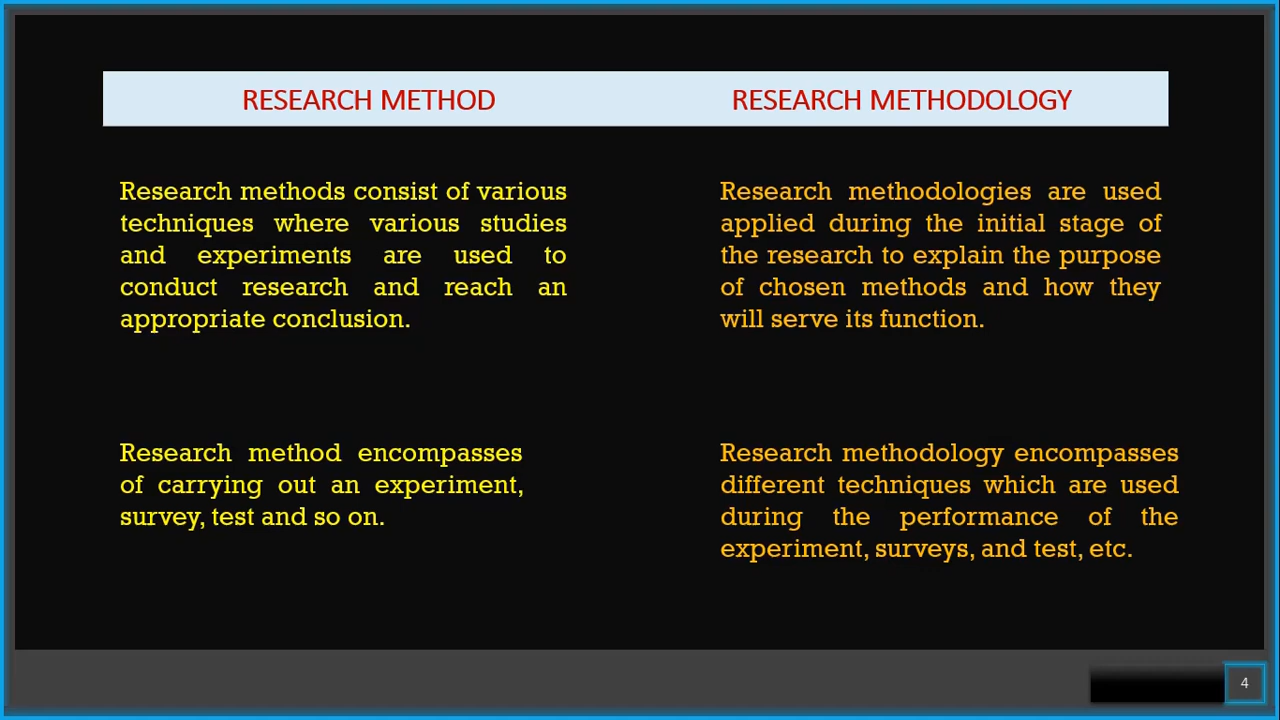 RESEARCH METHOD
RESEARCH METHODOLOGY
Research methods consist of various
techniques where various studies
and experiments are used to
conduct research and reach an
appropriate conclusion.
Research methodologies are used
applied during the initial stage of
the research to explain the purpose
of chosen methods and how they
will serve its function.
Research method encompasses
of carrying out an experiment,
survey, test and so on.
Research methodology encompasses
different techniques which are used
during the performance of the
experiment, surveys, and test, etc.
4